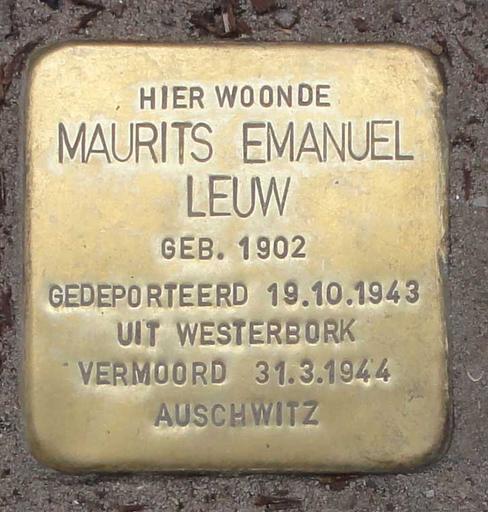 HIER WOONDE
MAURITS EMANUEL
LEUW
GEB. 1902
GEDEPORTEERD 19.10.1943
UIT WESTERBORK
VERMOORD 31.3.1944
AUSCHWITZ